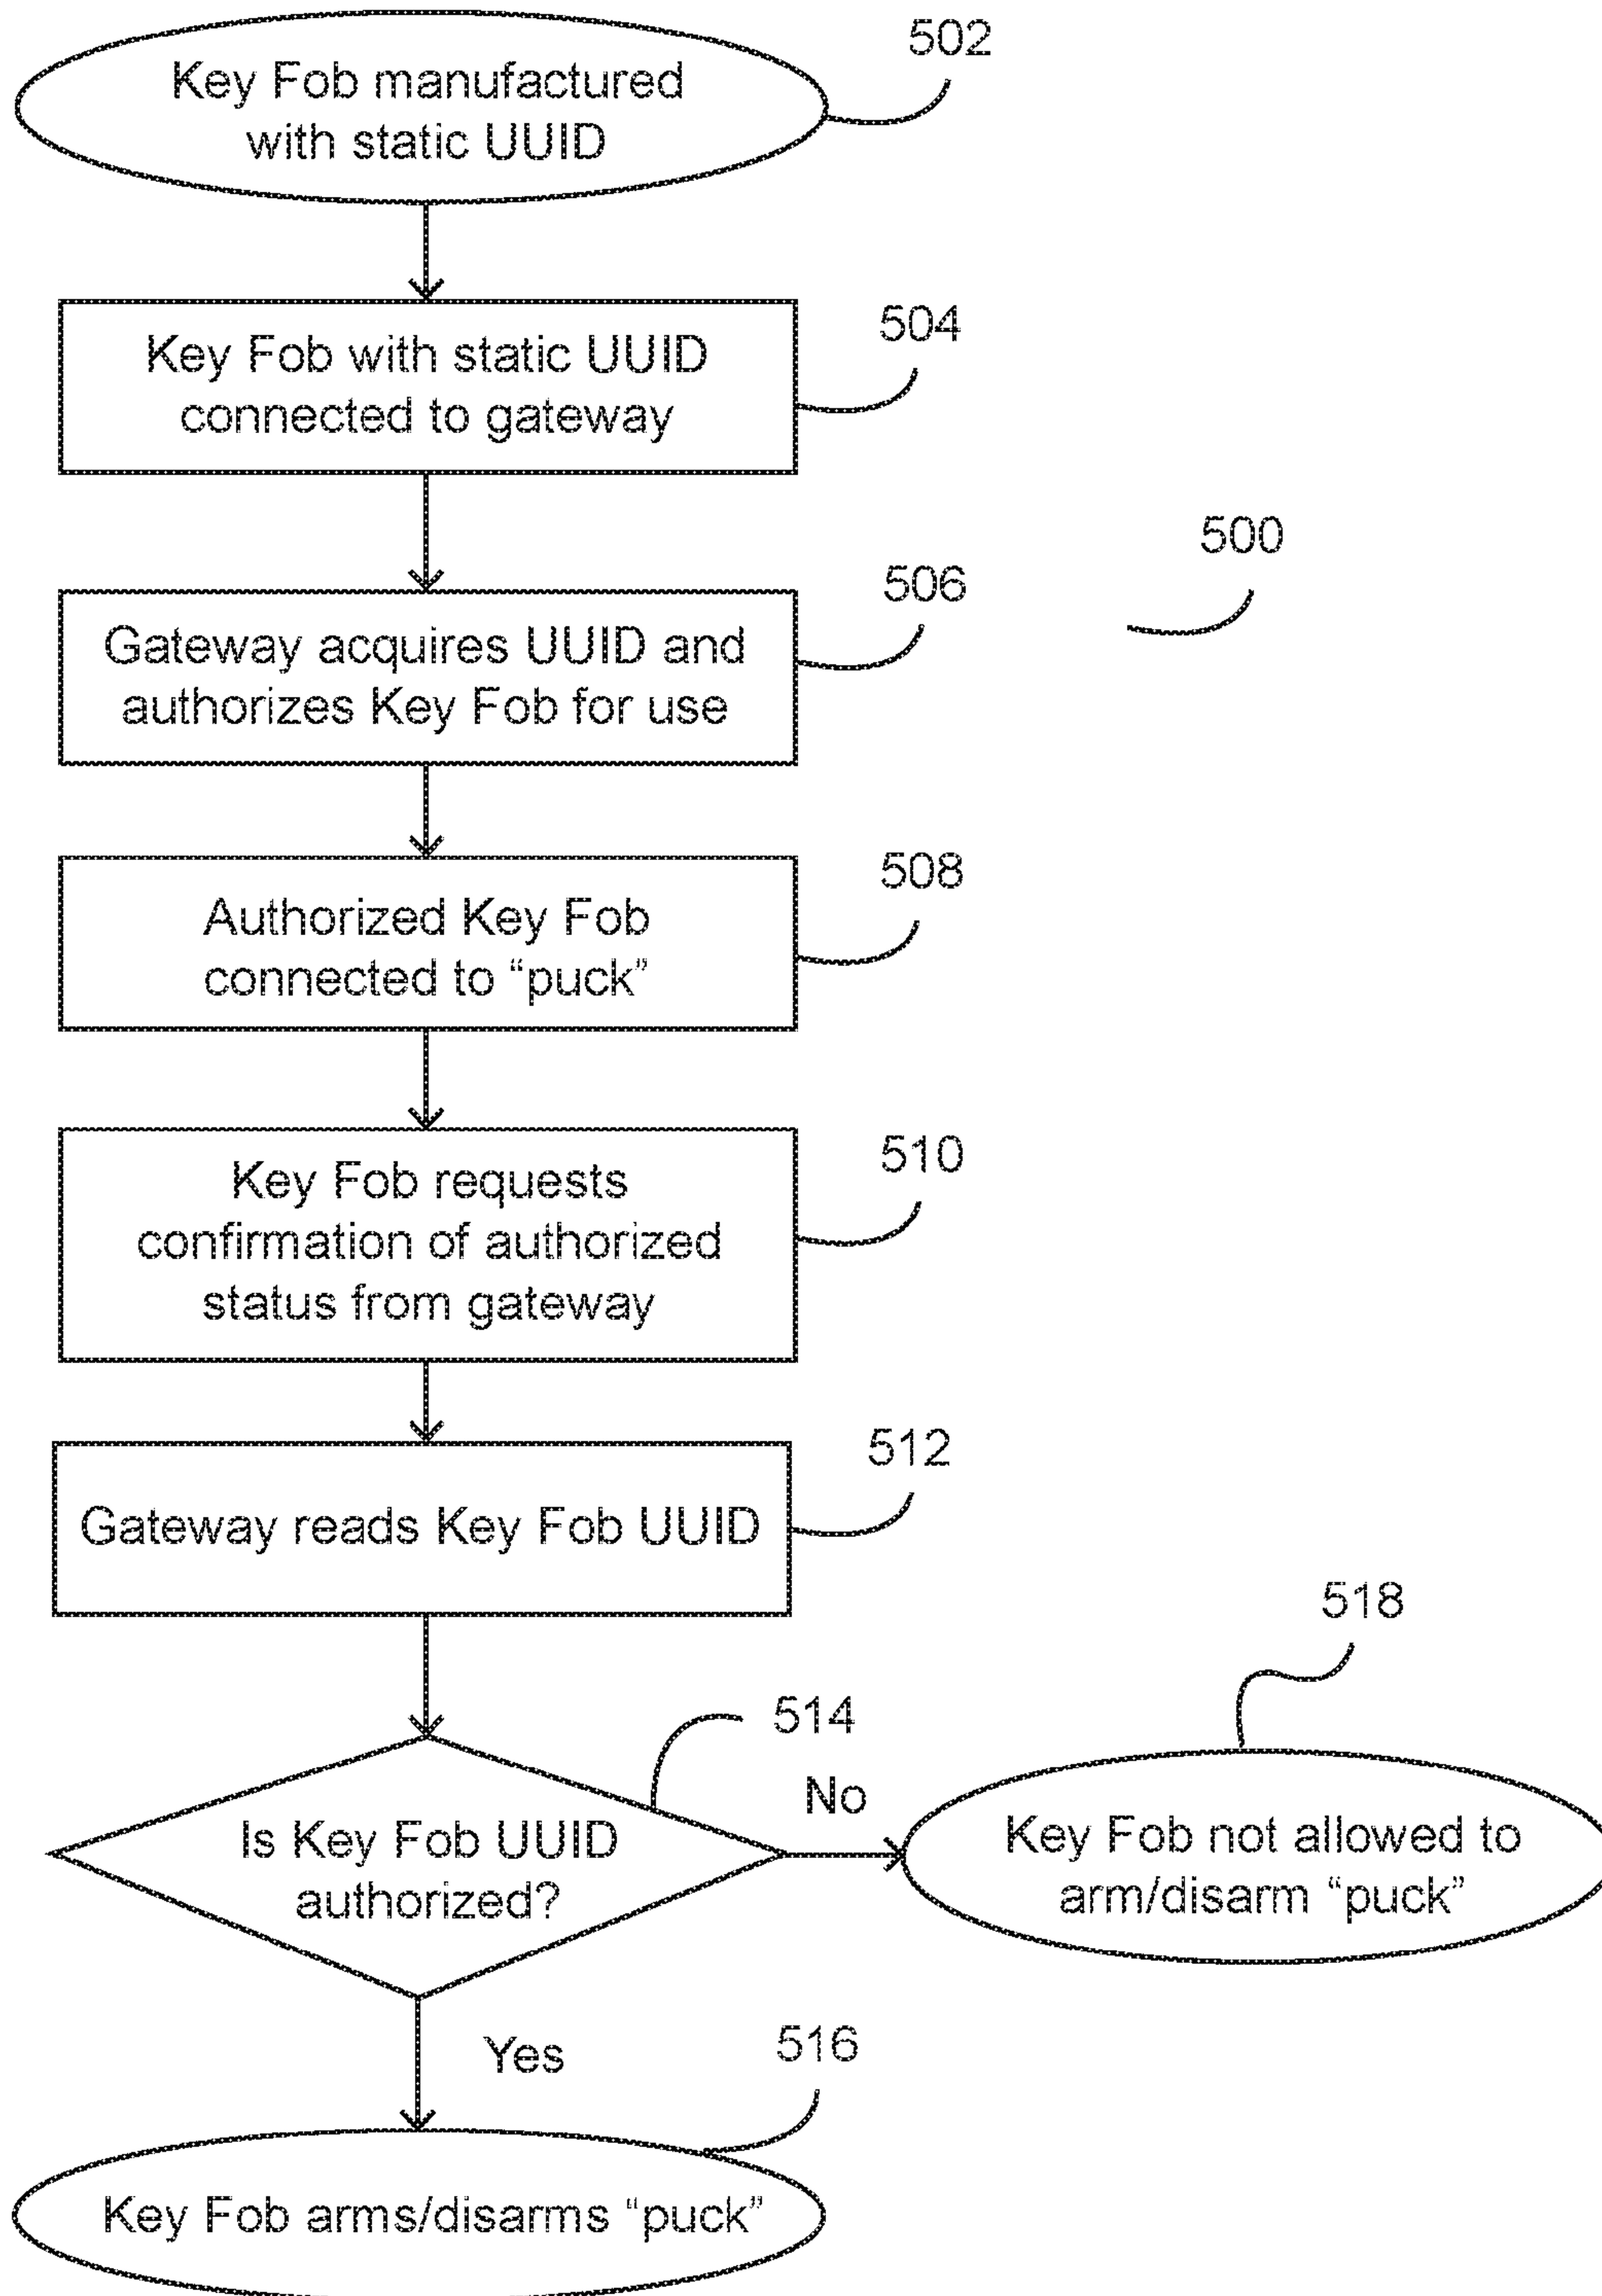 502
Key Fob manufactured
with static UUID
504
Key Fob with static UUID
connected to gateway
500
506
Gateway acquires UUID and
authorizes Key Fob for use
508
Authorized Key Fob
connected to “puck”
510
Key Fob requests
confirmation of authorized
status from gateway
512
Gateway reads Key Fob UUID
518
514
No
Is Key Fob UUID
authorized?
Key Fob not allowed to
arm/disarm “puck”
Yes
516
Key Fob arms/disarms “puck”